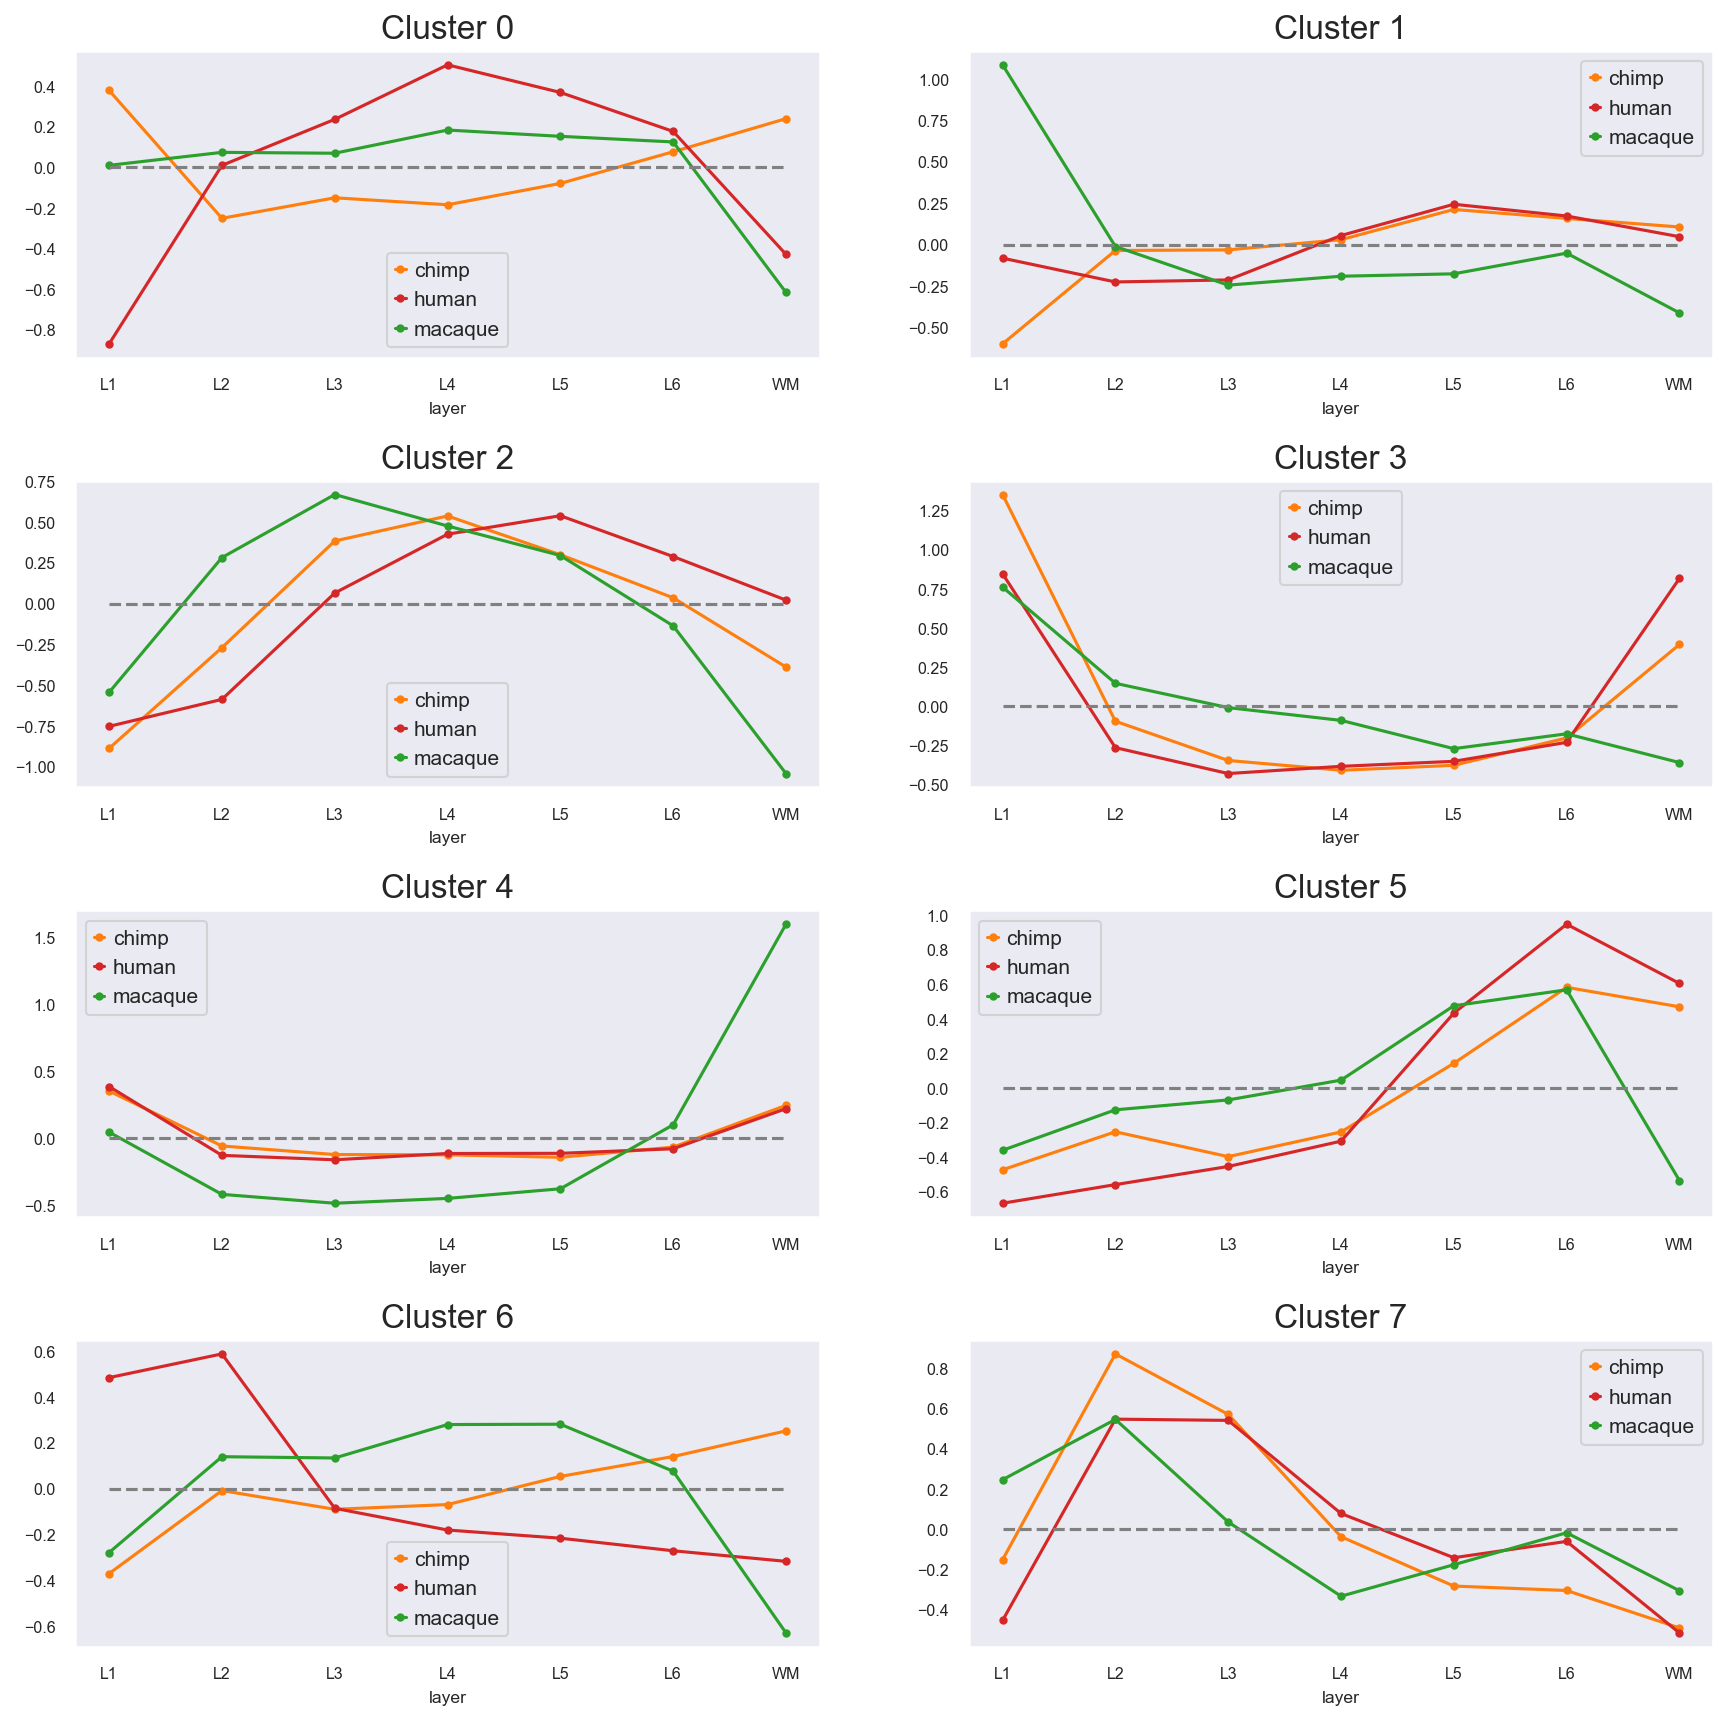 Cluster 0
0.4
0.2
0.0
−0.2
−0.4
−0.6
−0.8
chimp
human
macaque
L1 L2 L3 L4 L5 L6 WM
layer
Cluster 1
1.00
0.75
0.50
0.25
0.00
−0.25
−0.50
chimp
human
macaque
L1 L2 L3 L4 L5 L6 WM
layer
Cluster 2
0.75
0.50
0.25
0.00
−0.25
−0.50
−0.75
−1.00
chimp
human
macaque
L1 L2 L3 L4 L5 L6 WM
layer
Cluster 3
1.25
1.00
0.75
0.50
0.25
0.00
−0.25
−0.50
chimp
human
macaque
L1 L2 L3 L4 L5 L6 WM
layer
Cluster 4
1.5
1.0
0.5
0.0
−0.5
chimp
human
macaque
L1 L2 L3 L4 L5 L6 WM
layer
Cluster 5
1.0
0.8
0.6
0.4
0.2
0.0
−0.2
−0.4
−0.6
chimp
human
macaque
L1 L2 L3 L4 L5 L6 WM
layer
Cluster 6
0.6
0.4
0.2
0.0
−0.2
−0.4
−0.6
chimp
human
macaque
L1 L2 L3 L4 L5 L6 WM
layer
Cluster 7
0.8
0.6
0.4
0.2
0.0
−0.2
−0.4
chimp
human
macaque
L1 L2 L3 L4 L5 L6 WM
layer